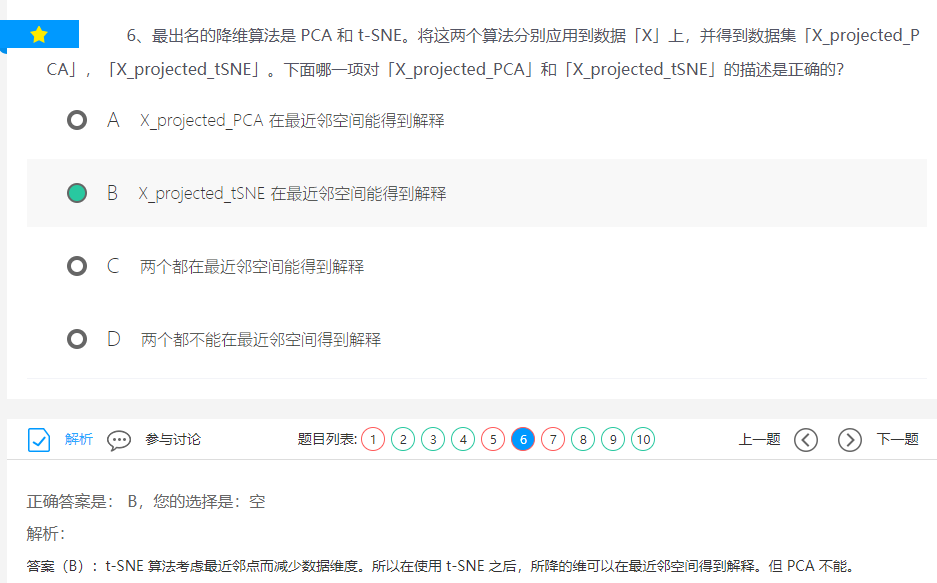 6、最出名的降维算法是 PCA 和 t-SNE。将这两个算法分别应用到数据「X」上，并得到数据集「X_projected_P
CA」，「X_projected_tSNE」。下面哪一项对「X_projected_PCA」和「X_projected_tSNE」的描述是正确的?
A X_projected_PCA 在最近邻空间能得到解释
B X_projected_tSNE 在最近邻空间能得到解释
C 两个都在最近邻空间能得到解释
D 两个都不能在最近邻空间得到解释
解析 参与讨论 题目列表: 1 2 3 4 5 6 7 8 9 10 上一题 下一题
正确答案是： B，您的选择是：空
解析：
答案（B）：t-SNE 算法考虑最近邻点而减少数据维度。所以在使用 t-SNE 之后，所降的维可以在最近邻空间得到解释。但 PCA 不能。